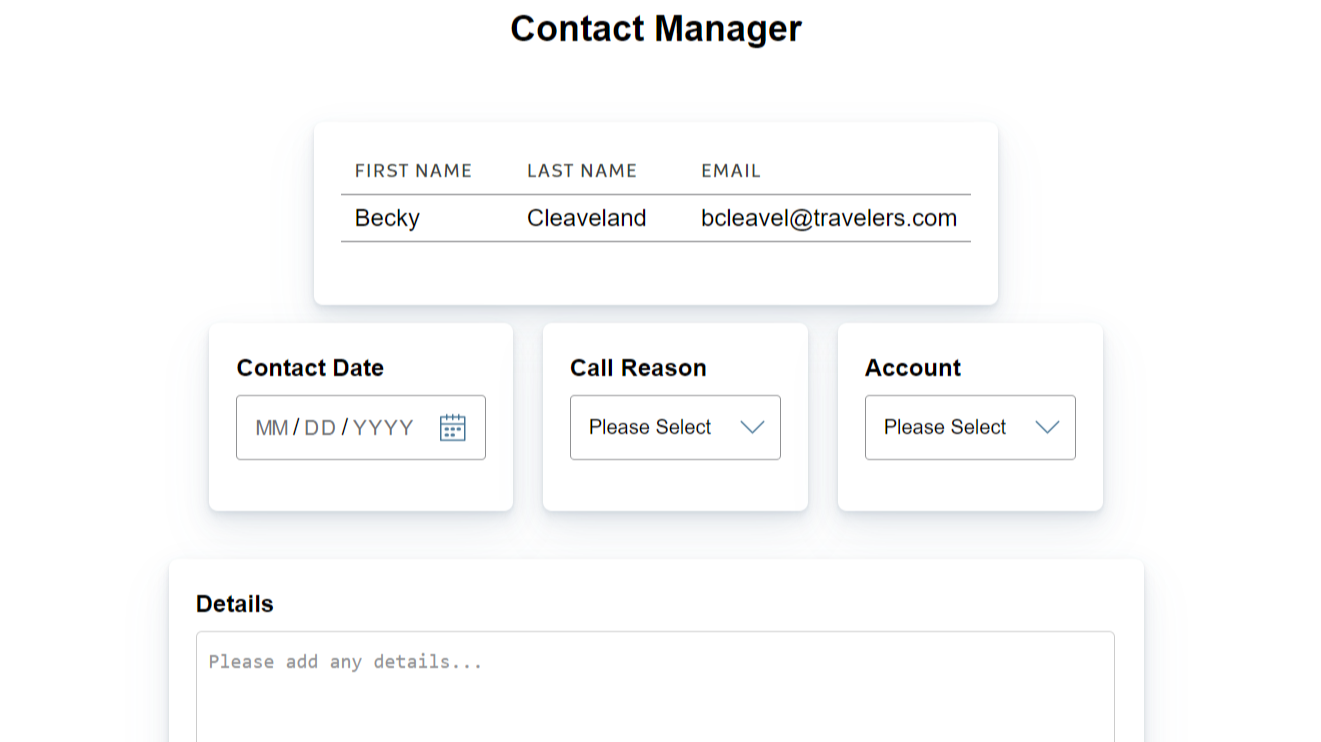 Contact Manager
FIRST NAME LAST NAME EMAIL
Becky Cleaveland bcleavel@travelers.com
Contact Date Call Reason Account
MM/DD/YYYY Please Select Please Select
Details
Please add any details...